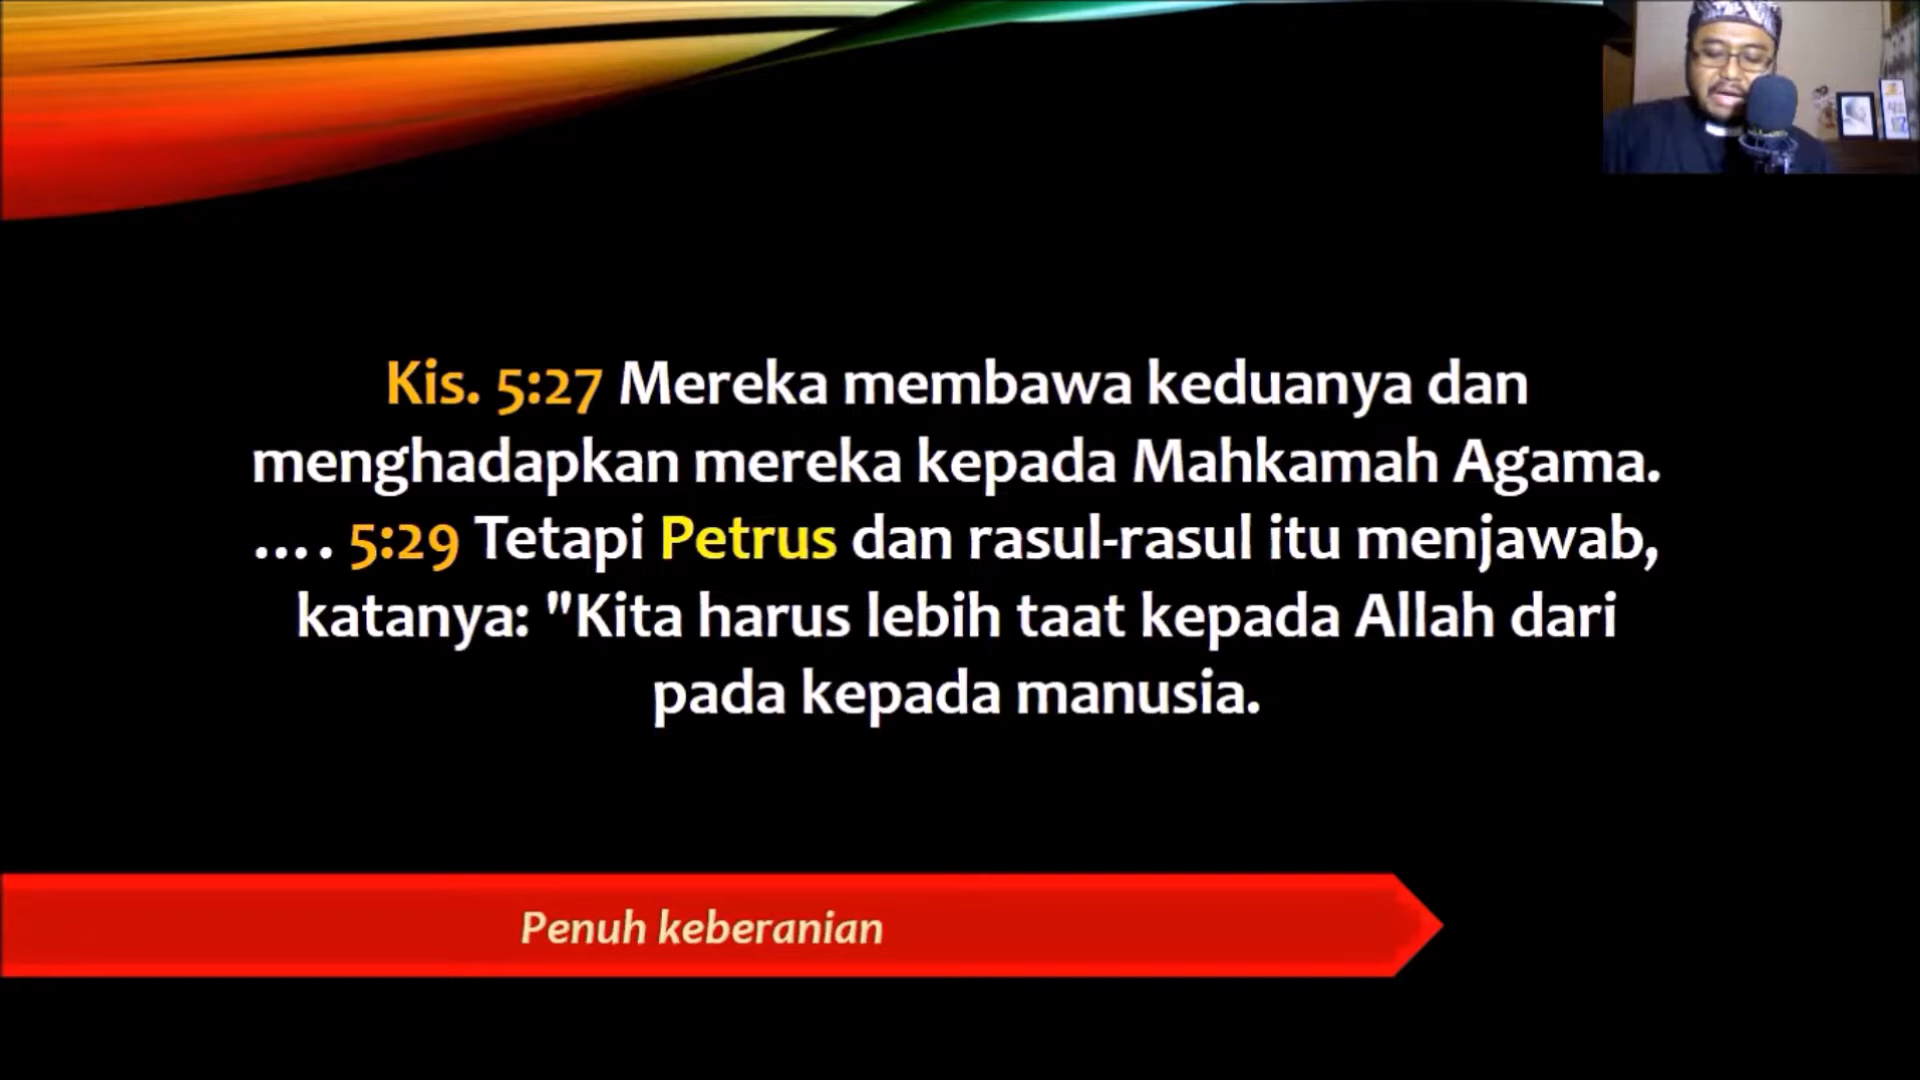 Kis. 5:27 Mereka membawa keduanya dan
menghadapkan mereka kepada Mahkamah Agama.
.... 5:29 Tetapi Petrus dan rasul-rasul itu menjawab,
katanya: "Kita harus lebih taat kepada Allah dari
pada kepada manusia.
Penuh keberanian